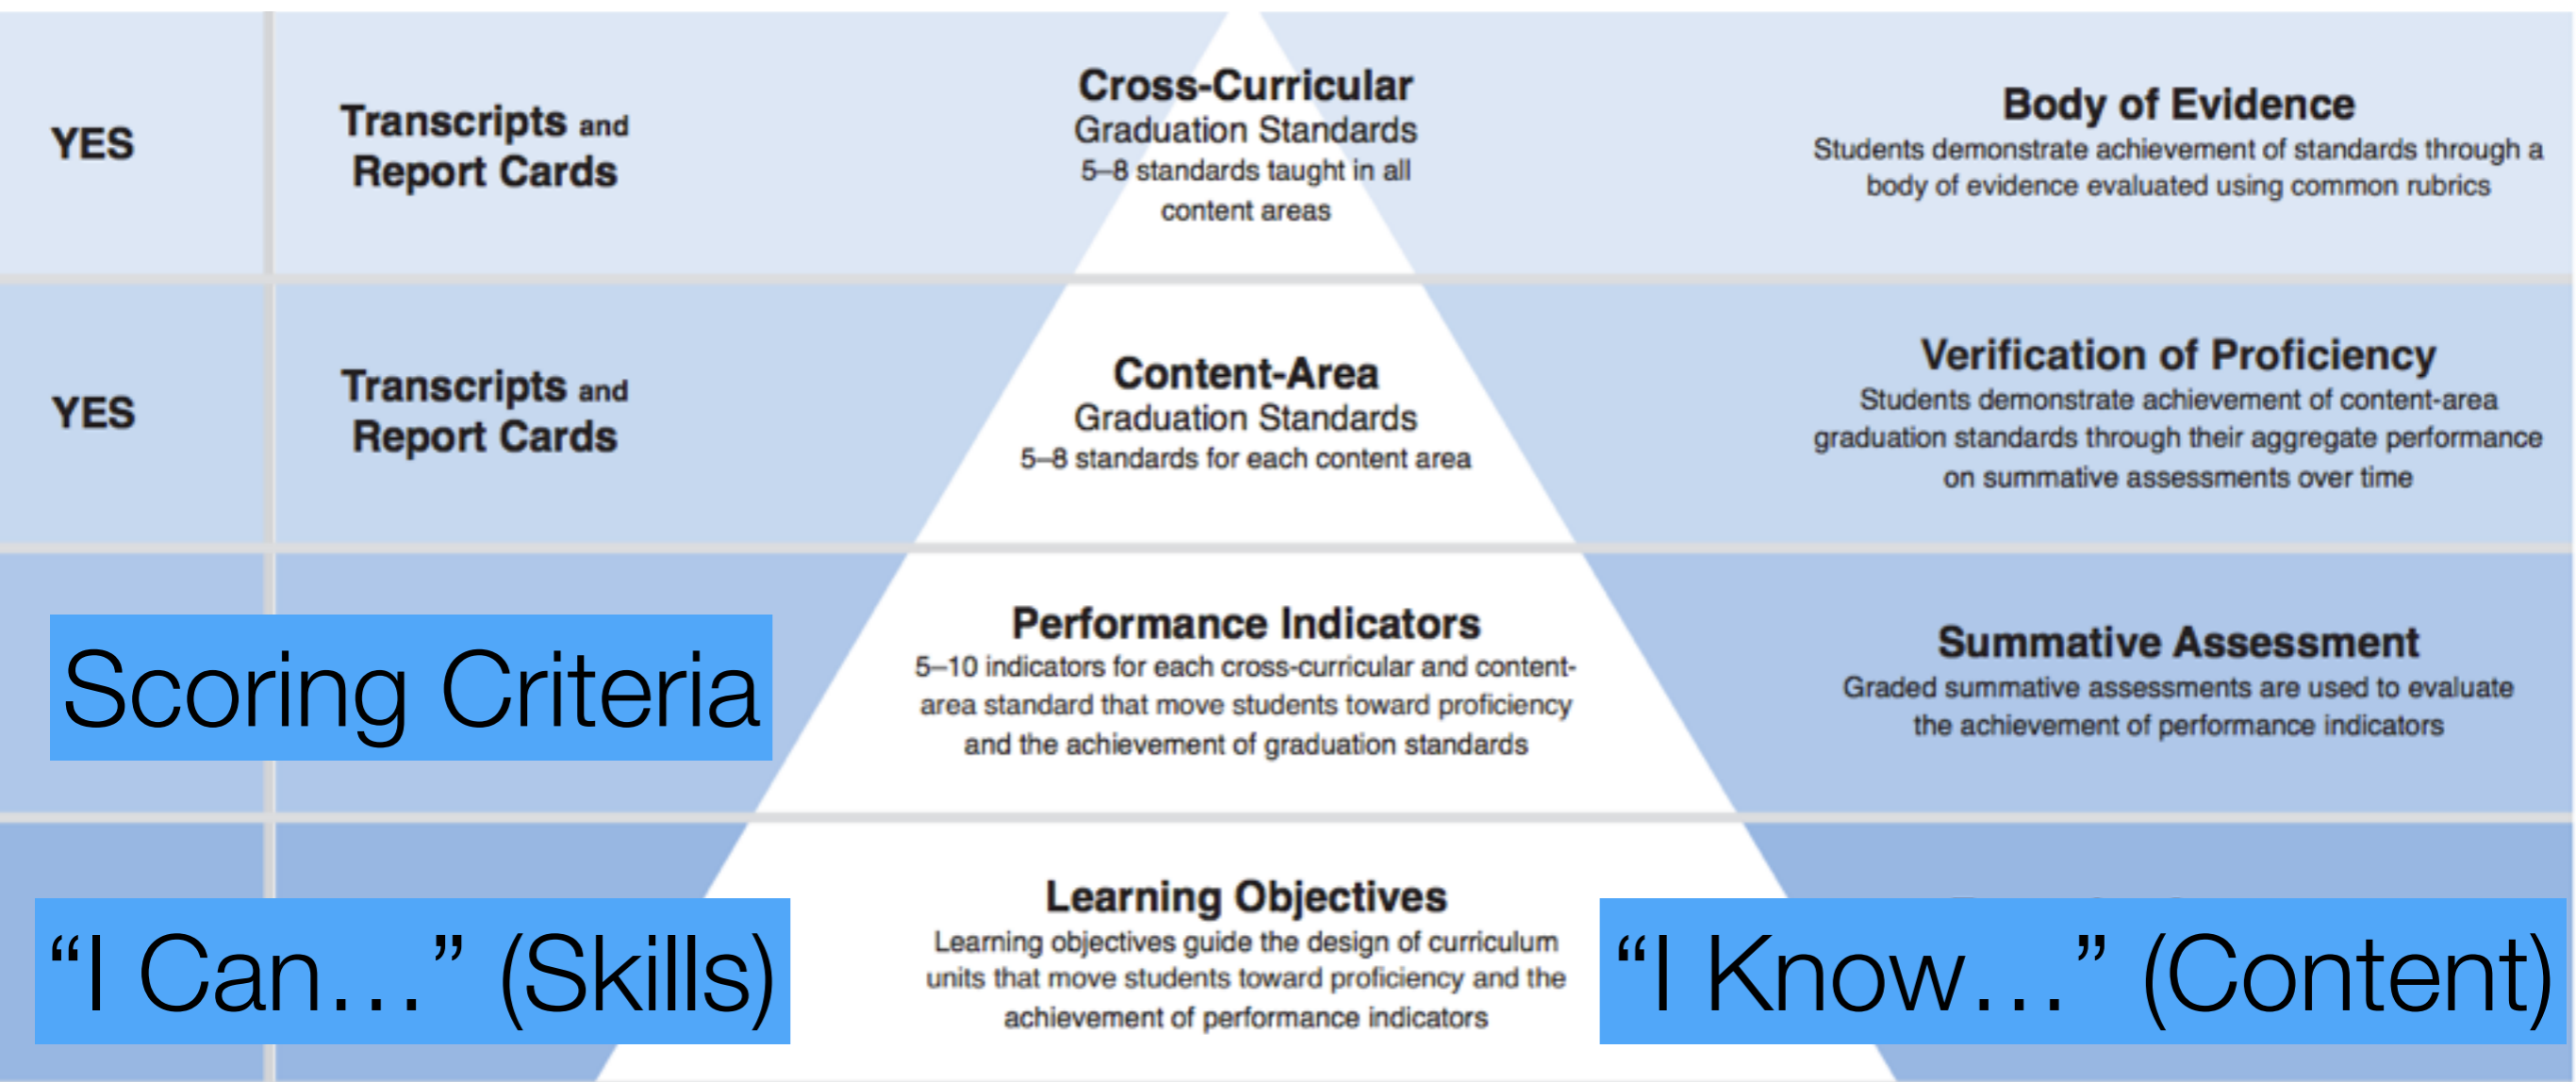 YES
Transcripts and
Report Cards
Cross-Curricular
Graduation Standards
5–8 standards taught in all
content areas
Body of Evidence
Students demonstrate achievement of standards through a
body of evidence evaluated using common rubrics
YES
Transcripts and
Report Cards
Content-Area
Graduation Standards
5–8 standards for each content area
Verification of Proficiency
Students demonstrate achievement of content-area
graduation standards through their aggregate performance
on summative assessments over time
Scoring Criteria
Performance Indicators
5–10 indicators for each cross-curricular and content-
area standard that move students toward proficiency
and the achievement of graduation standards
Summative Assessment
Graded summative assessments are used to evaluate
the achievement of performance indicators
“I Can…” (Skills)
Learning Objectives
Learning objectives guide the design of curriculum
units that move students toward proficiency and the
achievement of performance indicators
“I Know…” (Content)